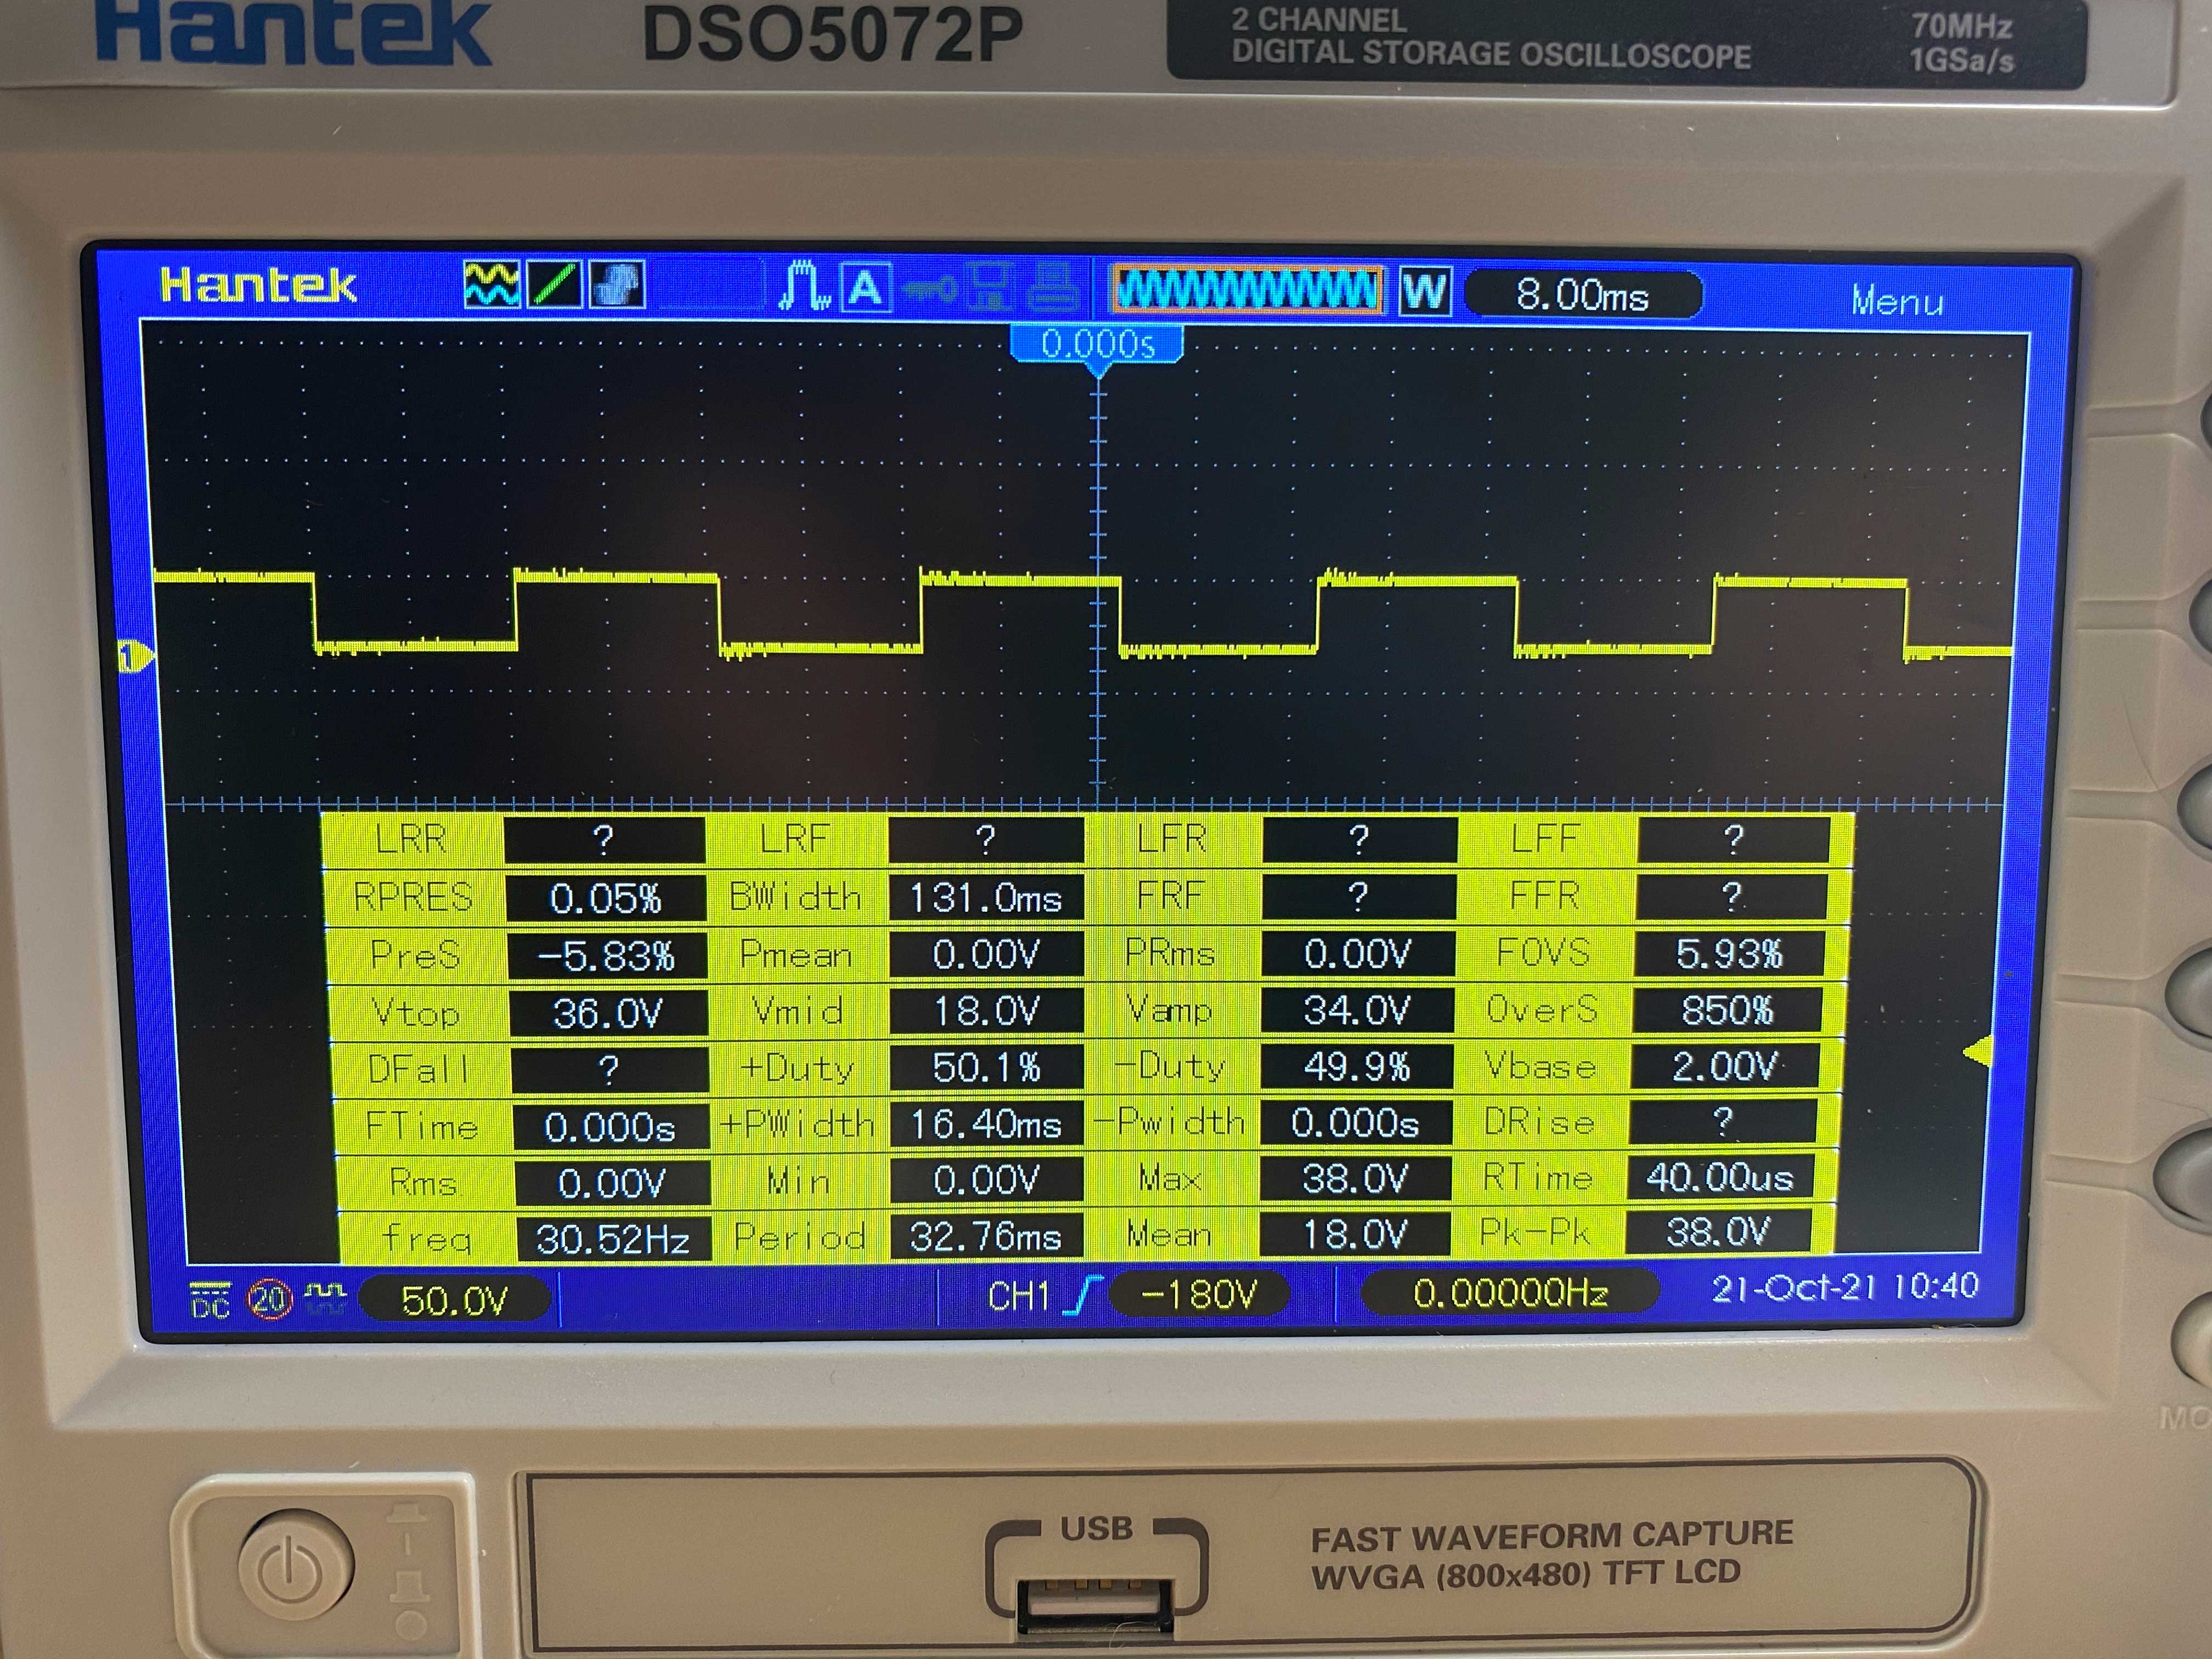 Hantek DSO5072P 2 CHANNEL 70MHz
DIGITAL STORAGE OSCILLOSCOPE 1GSa/s
Hantek A W 8.00ms Menu
0.000s
1
LRR ? LRF ? LFR ? LFF ?
RPRES 0.05% BWidth 131.0ms FRF ? FFR ?
PreS -5.83% Pmean 0.00V PRms 0.00V FOVS 5.93%
Vtop 36.0V Vmid 18.0V Vamp 34.0V OverS 850%
DFall ? +Duty 50.1% -Duty 49.9% Vbase 2.00V
FTime 0.000s +PWidth 16.40ms -Pwidth 0.000s DRise ?
Rms 0.00V Min 0.00V Max 38.0V RTime 40.00us
freq 30.52Hz Period 32.76ms Mean 18.0V Pk-Pk 38.0V
DC 20 50.0V CH1 -180V 0.00000Hz 21-Oct-21 10:40
MO
USB
FAST WAVEFORM CAPTURE
WVGA (800x480) TFT LCD